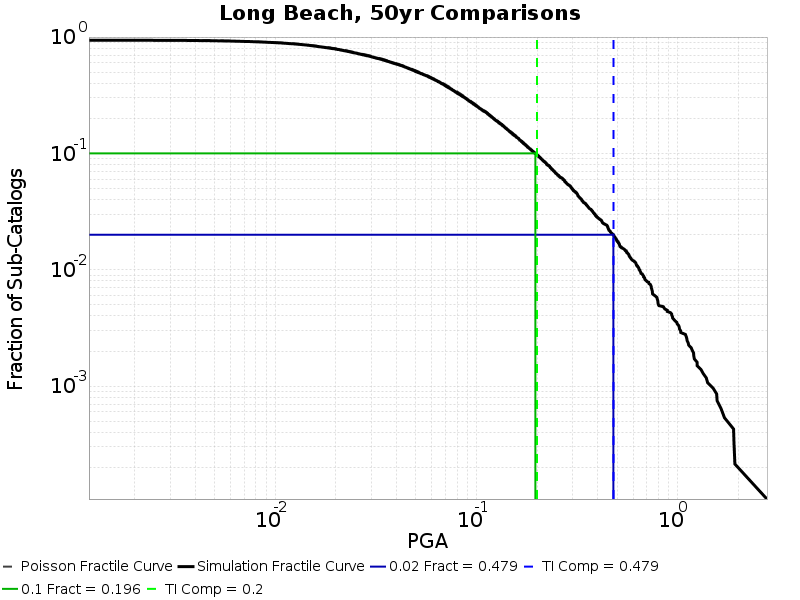 Long Beach, 50yr Comparisons
10^0
10^-1
10^-2
10^-3
Fraction of Sub-Catalogs
10^-2 10^-1 10^0
PGA
Poisson Fractile Curve Simulation Fractile Curve 0.02 Fract = 0.479 TI Comp = 0.479
0.1 Fract = 0.196 TI Comp = 0.2